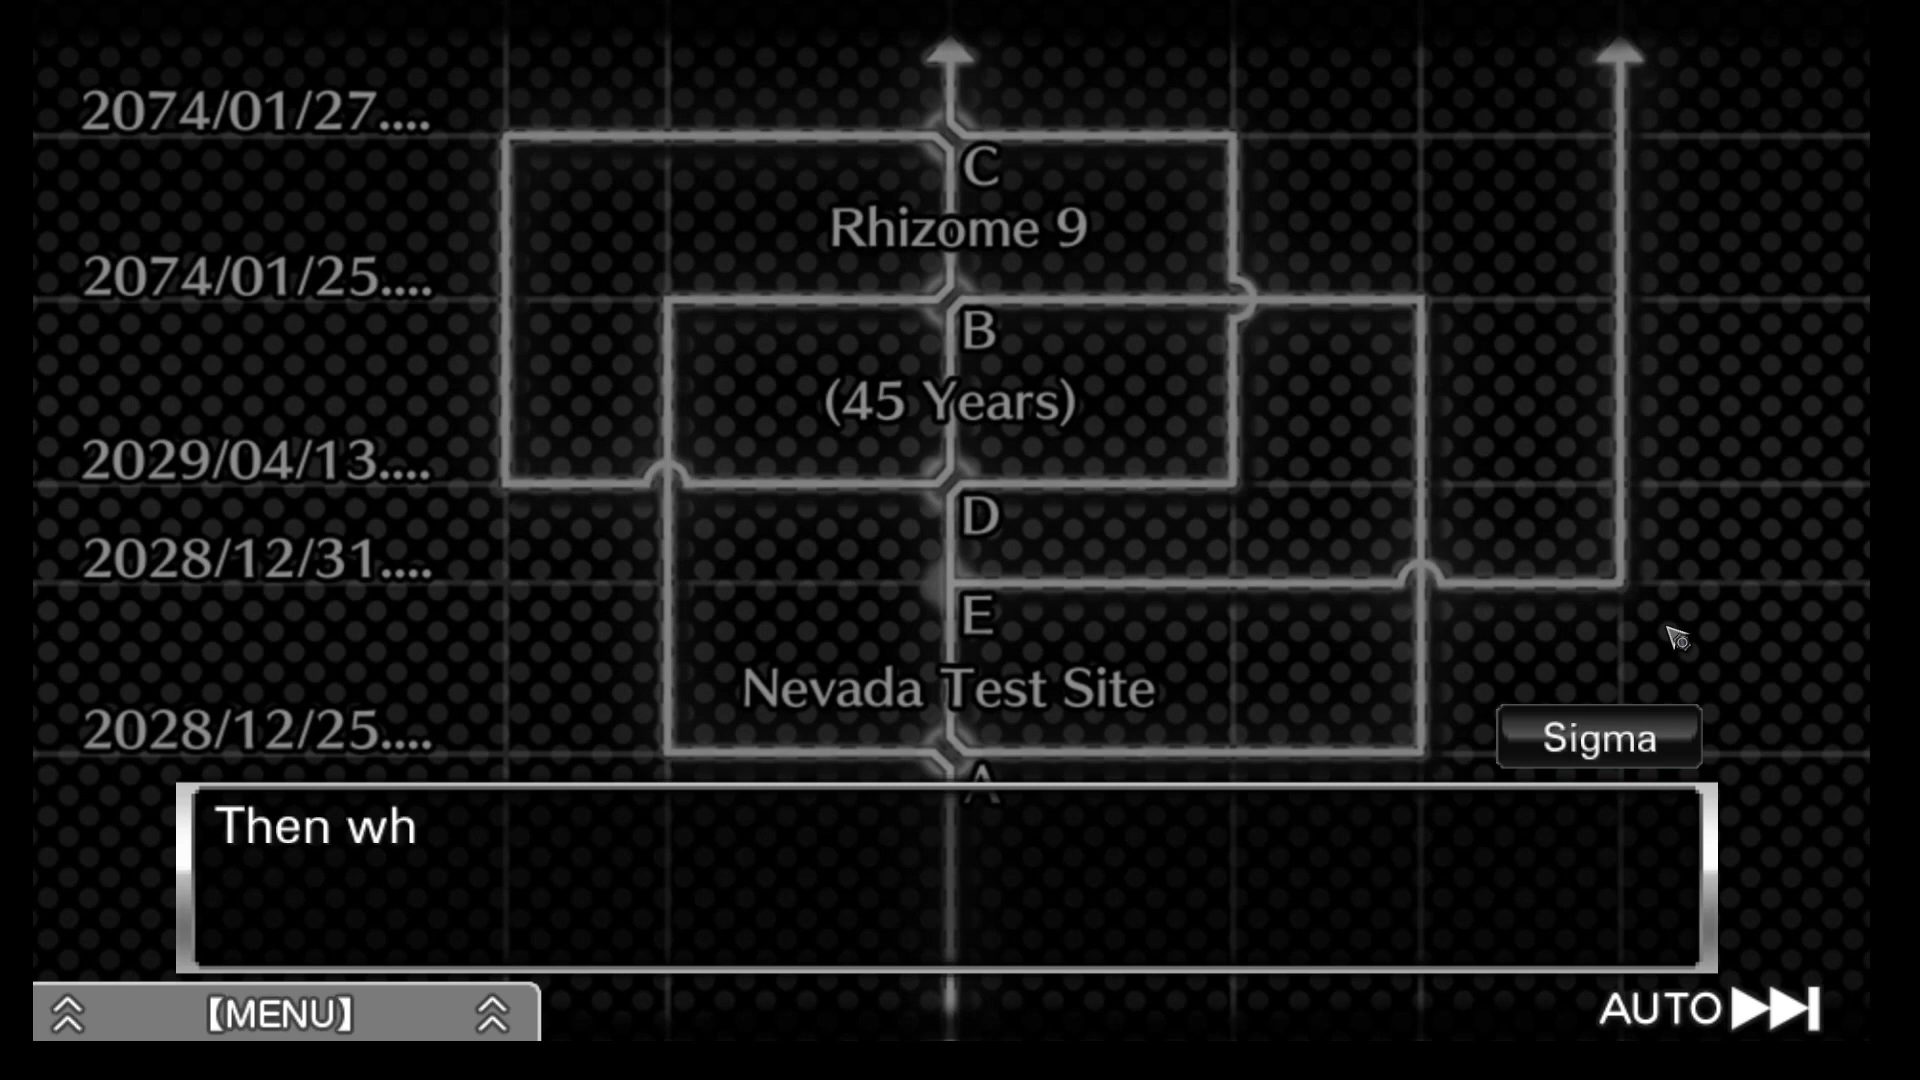 2074/01/27....
C
Rhizome 9
2074/01/25....
B
(45 Years)
2029/04/13....
D
2028/12/31....
E
Nevada Test Site
2028/12/25....
Sigma
A
Then wh
【MENU】
AUTO